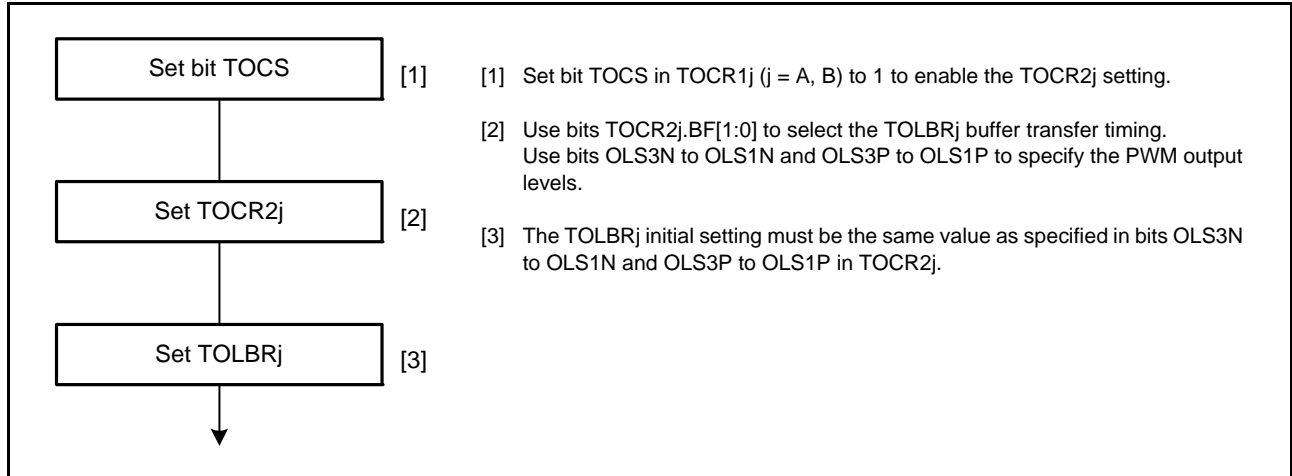 Set bit TOCS
[1]
[1] Set bit TOCS in TOCR1j (j = A, B) to 1 to enable the TOCR2j setting.
[2] Use bits TOCR2j.BF[1:0] to select the TOLBRj buffer transfer timing.
Use bits OLS3N to OLS1N and OLS3P to OLS1P to specify the PWM output
levels.
Set TOCR2j
[2]
[3] The TOLBRj initial setting must be the same value as specified in bits OLS3N
to OLS1N and OLS3P to OLS1P in TOCR2j.
Set TOLBRj
[3]